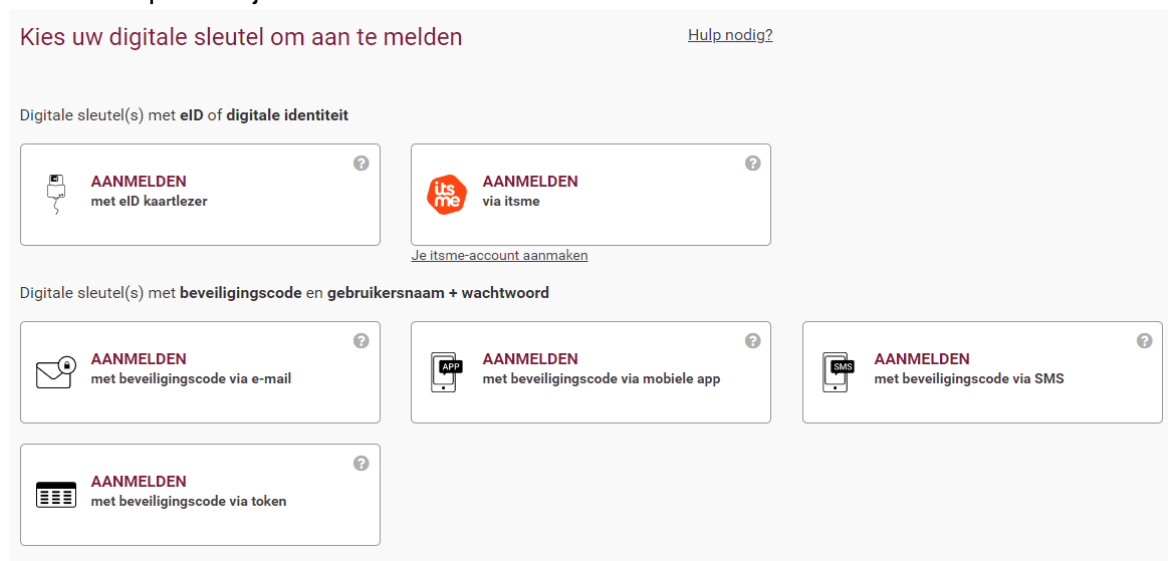 Kies uw digitale sleutel om aan te melden
Hulp nodig?
Digitale sleutel(s) met eID of digitale identiteit
AANMELDEN
met eID kaartlezer
?
its
me
AANMELDEN
via itsme
?
Je itsme-account aanmaken
Digitale sleutel(s) met beveiligingscode en gebruikersnaam + wachtwoord
AANMELDEN
met beveiligingscode via e-mail
?
APP
AANMELDEN
met beveiligingscode via mobiele app
?
SMS
AANMELDEN
met beveiligingscode via SMS
?
AANMELDEN
met beveiligingscode via token
?